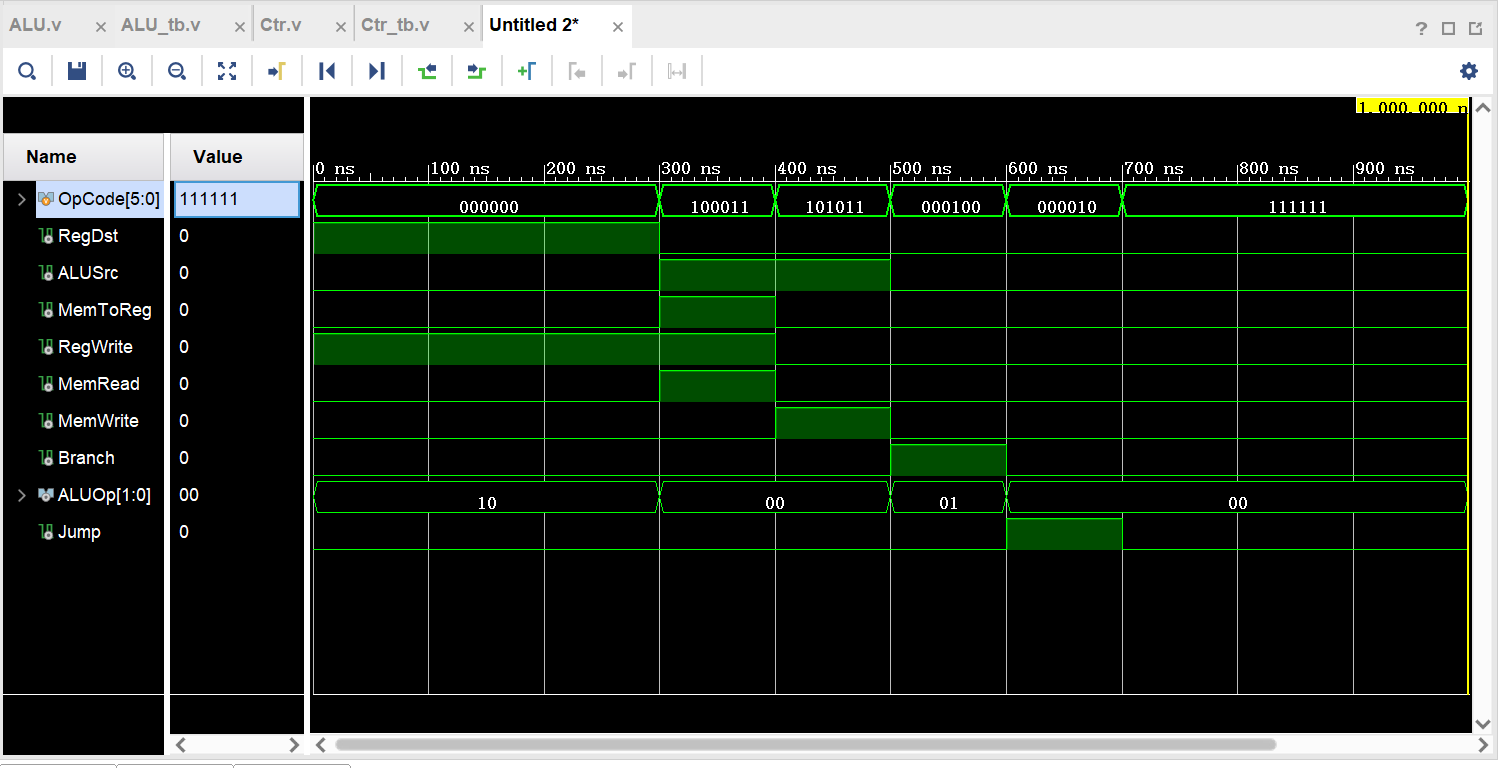 ALU.v × ALU_tb.v × Ctr.v × Ctr_tb.v × Untitled 2* ×
?
1,000.000 n
Name Value
0 ns 100 ns 200 ns 300 ns 400 ns 500 ns 600 ns 700 ns 800 ns 900 ns
OpCode[5:0] 111111 000000 100011 101011 000100 000010 111111
RegDst 0
ALUSrc 0
MemToReg 0
RegWrite 0
MemRead 0
MemWrite 0
Branch 0
ALUOp[1:0] 00 10 00 01 00
Jump 0